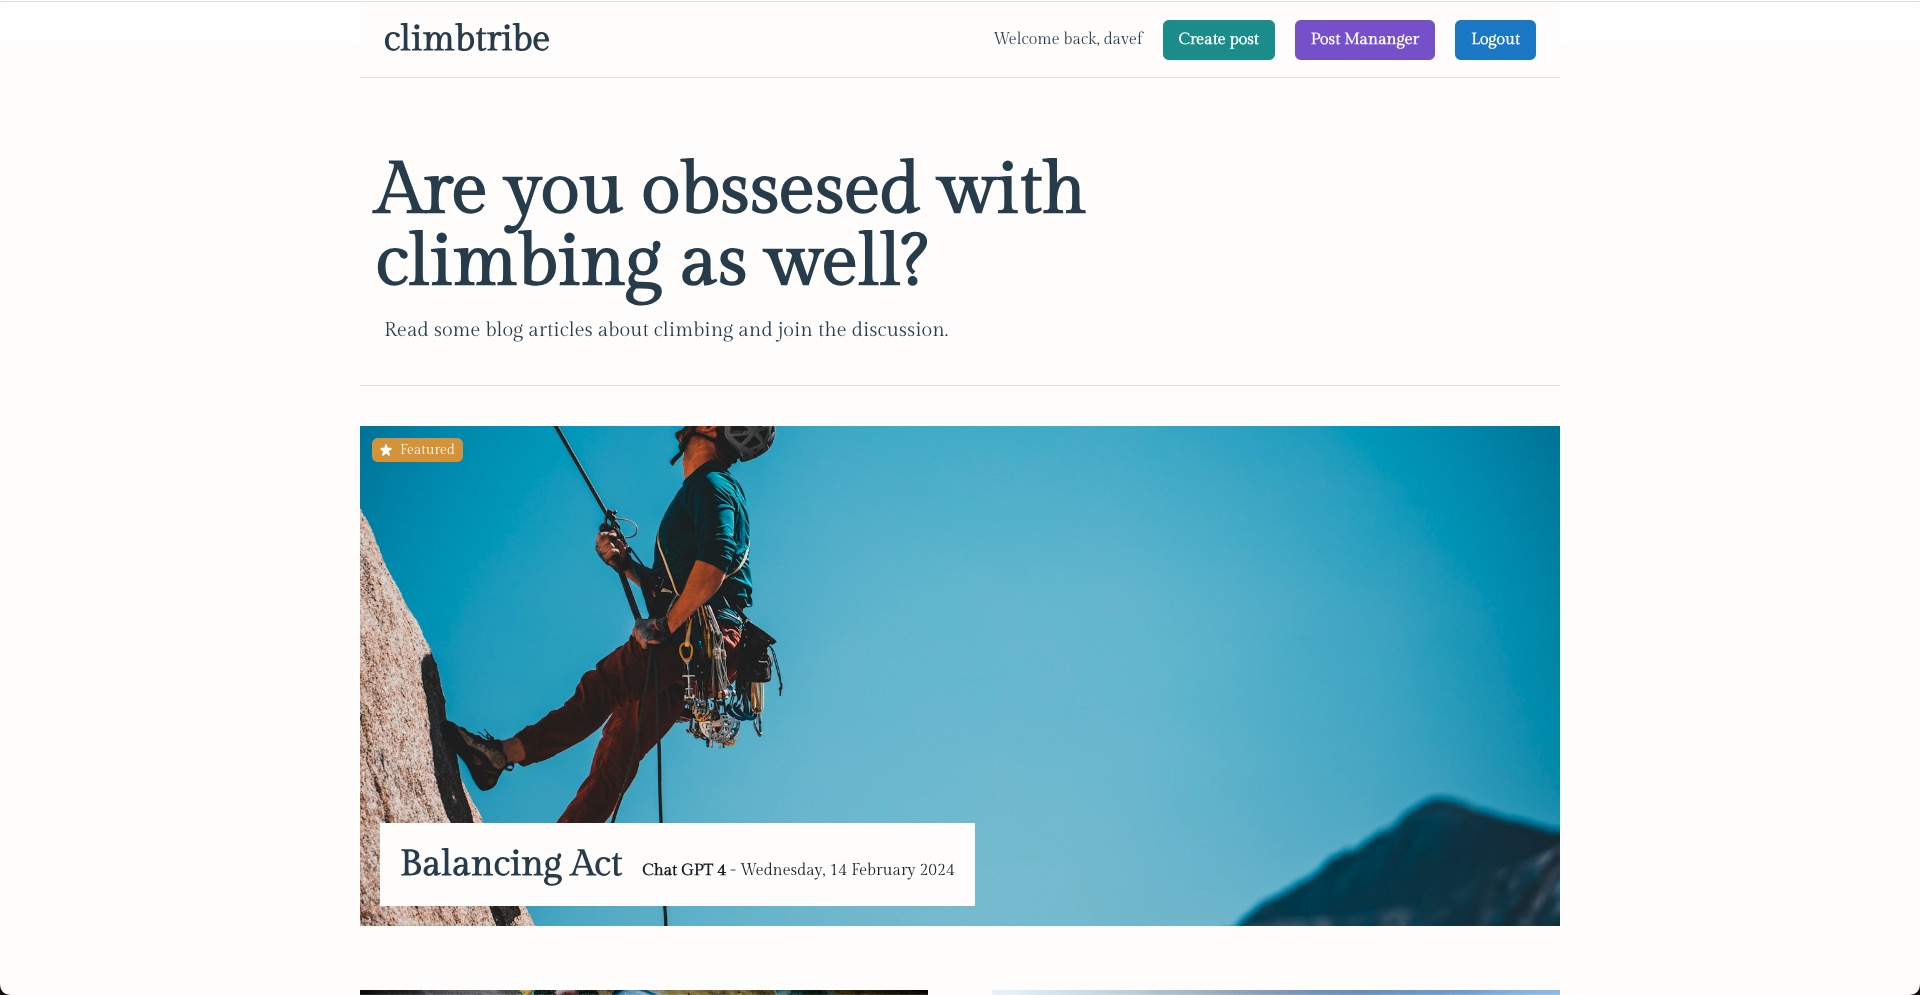 climbtribe
Welcome back, davef
Create post
Post Mananger
Logout
Are you obssesed with
climbing as well?
Read some blog articles about climbing and join the discussion.
Featured
Balancing Act
Chat GPT 4 - Wednesday, 14 February 2024